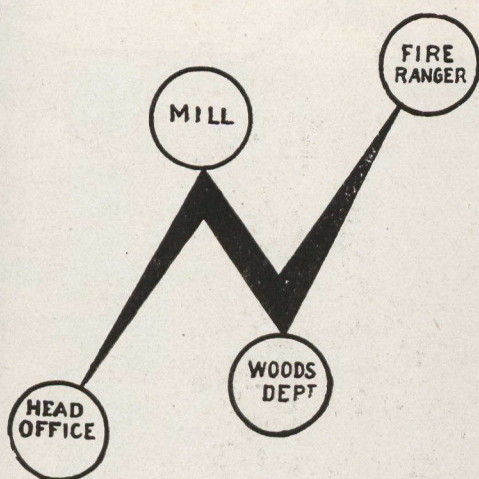 FIRE
RANGER
MILL
WOODS
DEPT
HEAD
OFFICE